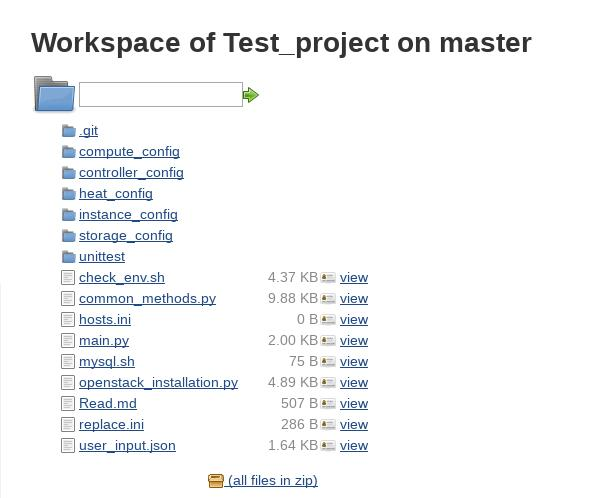 Workspace of Test_project on master
.git
compute_config
controller_config
heat_config
instance_config
storage_config
unittest
check_env.sh 4.37 KB view
common_methods.py 9.88 KB view
hosts.ini 0 B view
main.py 2.00 KB view
mysql.sh 75 B view
openstack_installation.py 4.89 KB view
Read.md 507 B view
replace.ini 286 B view
user_input.json 1.64 KB view
(all files in zip)